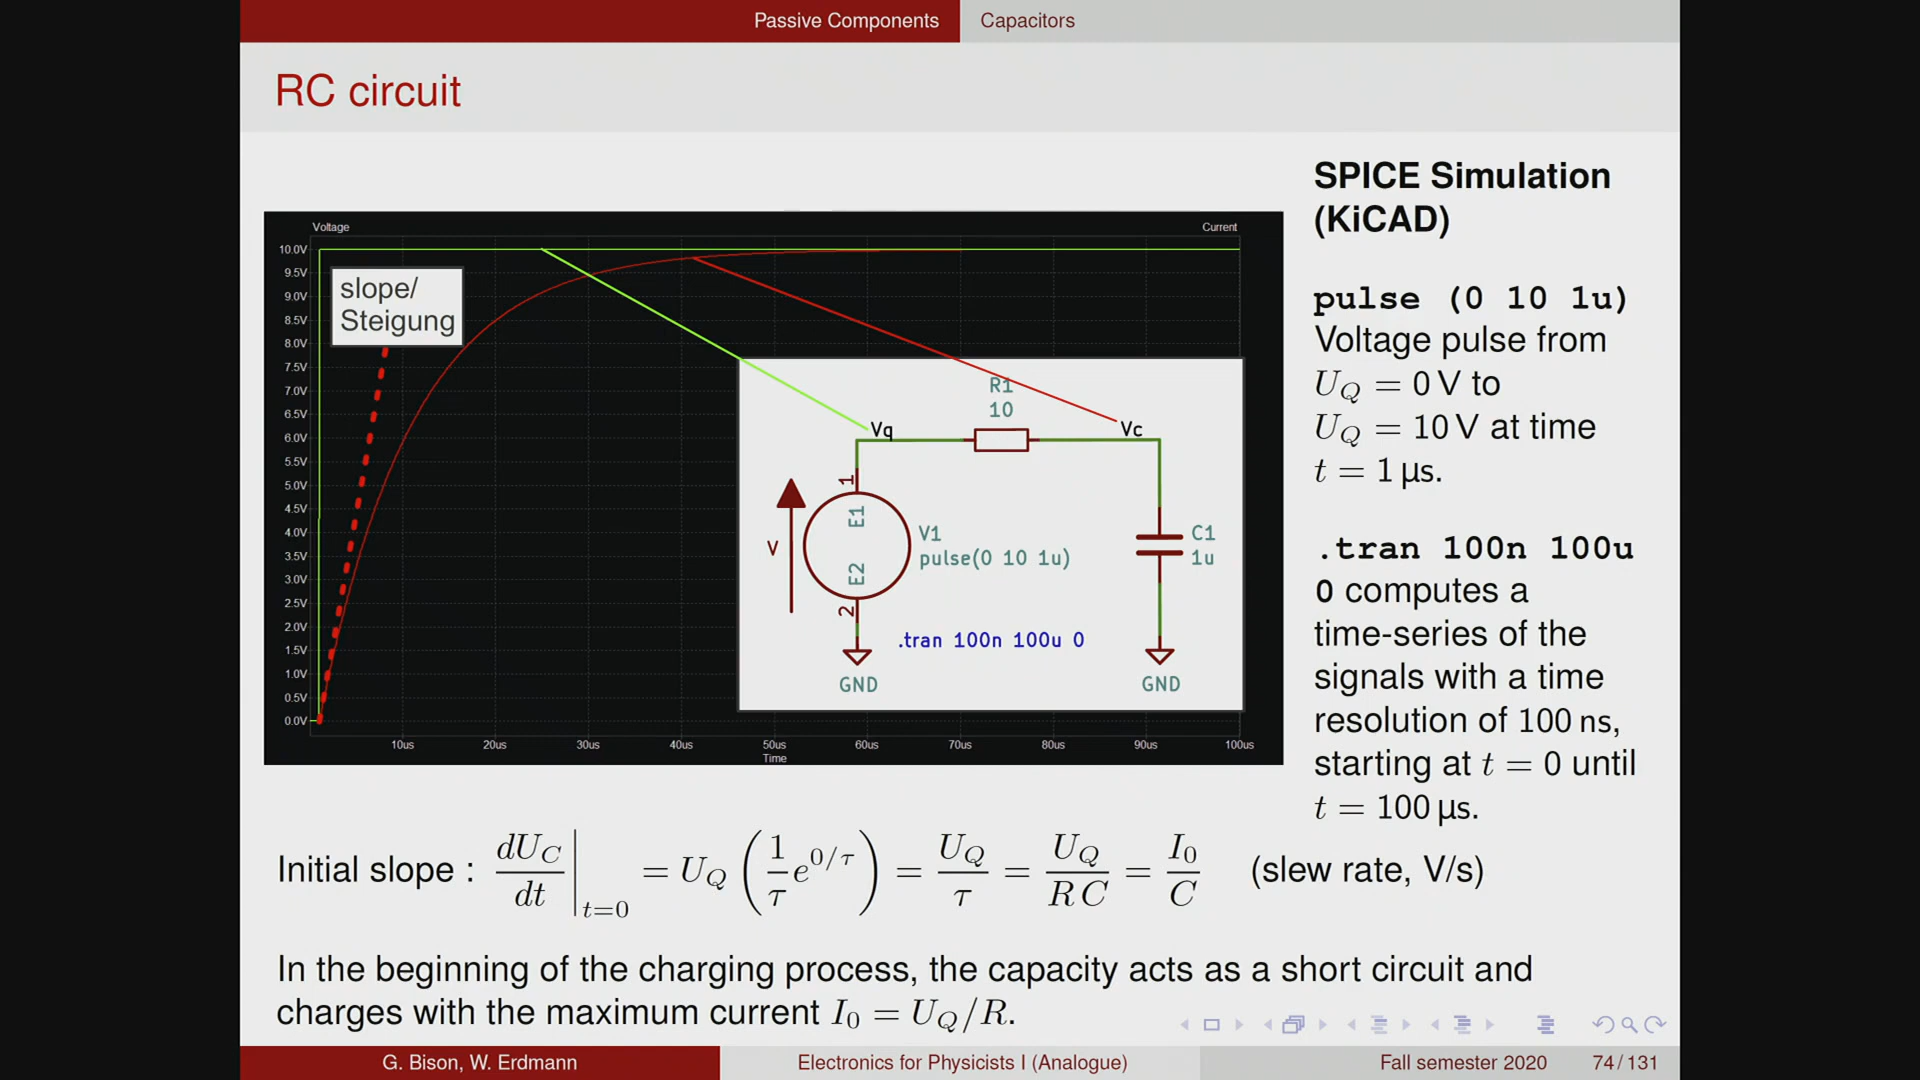 Passive Components Capacitors
RC circuit
SPICE Simulation
(KiCAD)
pulse (0 10 1u)
Voltage pulse from
U_Q = 0 V to
U_Q = 10 V at time
t = 1 µs.
.tran 100n 100u
0 computes a
time-series of the
signals with a time
resolution of 100 ns,
starting at t = 0 until
t = 100 µs.
Voltage Current
10.0V
9.5V
9.0V
8.5V
8.0V
7.5V
7.0V
6.5V
6.0V
5.5V
5.0V
4.5V
4.0V
3.5V
3.0V
2.5V
2.0V
1.5V
1.0V
0.5V
0.0V
slope/
Steigung
R1
10
Vq Vc
1
E1
V
V1
pulse(0 10 1u)
E2
2
C1
1u
.tran 100n 100u 0
GND GND
10us 20us 30us 40us 50us 60us 70us 80us 90us 100us
Time
Initial slope : dU_C/dt |_{t=0} = U_Q (1/τ e^{0/τ}) = U_Q/τ = U_Q/(R C) = I_0/C (slew rate, V/s)
In the beginning of the charging process, the capacity acts as a short circuit and
charges with the maximum current I_0 = U_Q/R.
G. Bison, W. Erdmann Electronics for Physicists I (Analogue) Fall semester 2020 74 / 131